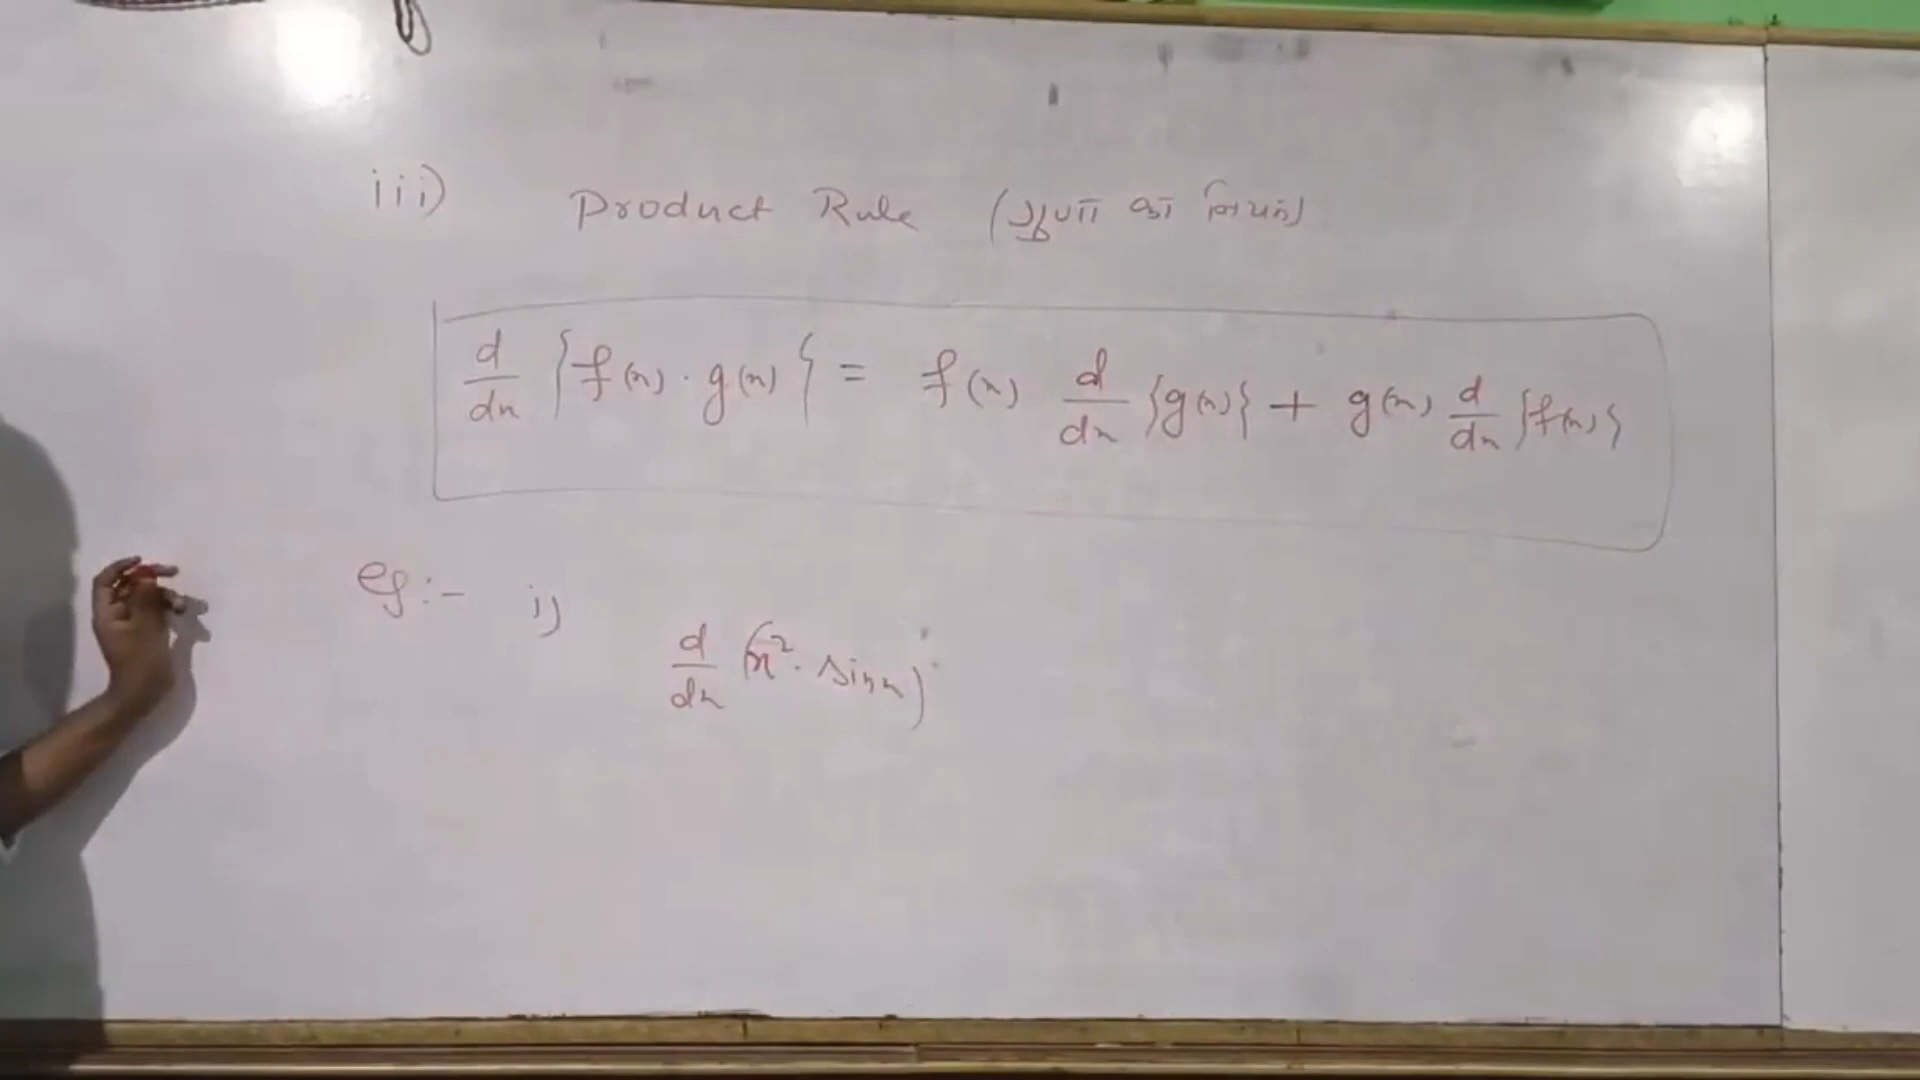 iii) Product Rule (गुणा का नियम)
d/dx {f(x) · g(x)} = f(x) d/dx {g(x)} + g(x) d/dx {f(x)}
eg:- i)
d/dx (x² · sinx)